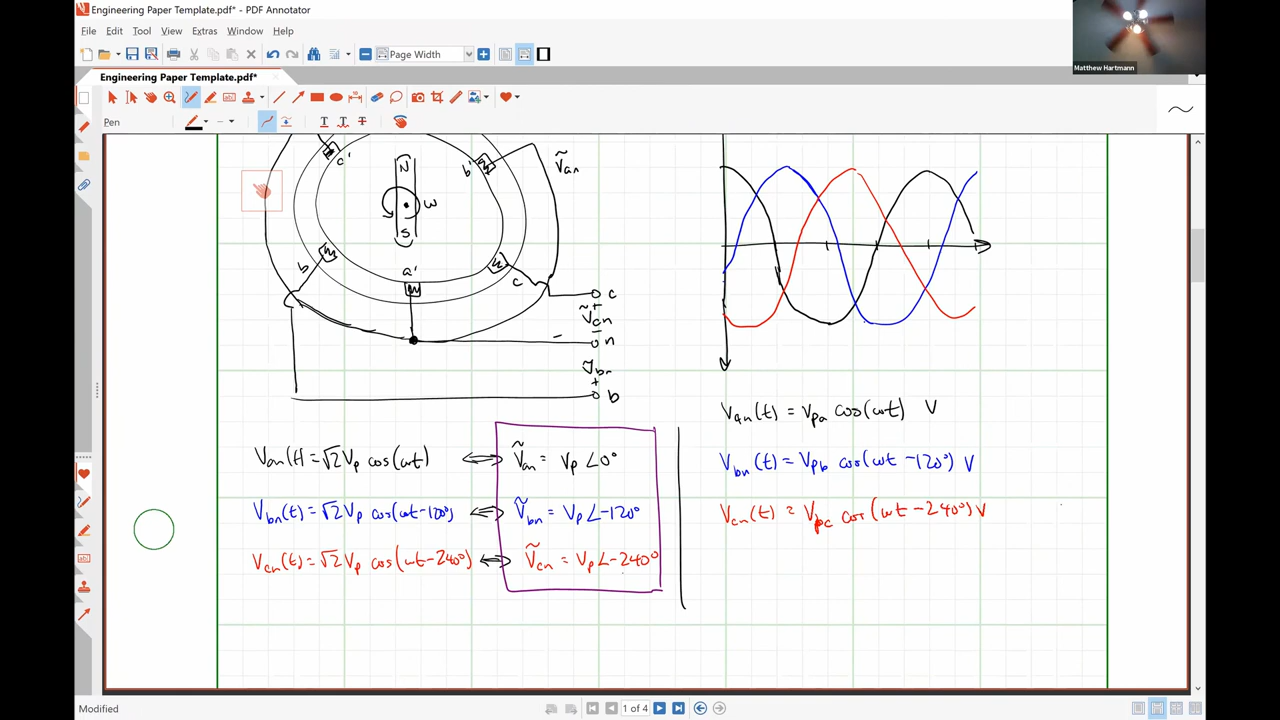 Engineering Paper Template.pdf* - PDF Annotator
File Edit Tool View Extras Window Help
Page Width
Engineering Paper Template.pdf*
Matthew Hartmann
Pen
c'
b'
Ṽan
N
ω
S
b
a'
c
c
+
Ṽcn
−
n
−
Ṽbn
+
b
Van(t) = Vpa cos(ωt) V
Vbn(t) = Vpb cos(ωt -120°) V
Vcn(t) = Vpc cos(ωt -240°) V
Van(t) = √2 Vp cos(ωt) ⟺ Ṽan = Vp∠0°
Vbn(t) = √2 Vp cos(ωt-120°) ⟺ Ṽbn = Vp∠-120°
Vcn(t) = √2 Vp cos(ωt-240°) ⟺ Ṽcn = Vp∠-240°
1 of 4
Modified